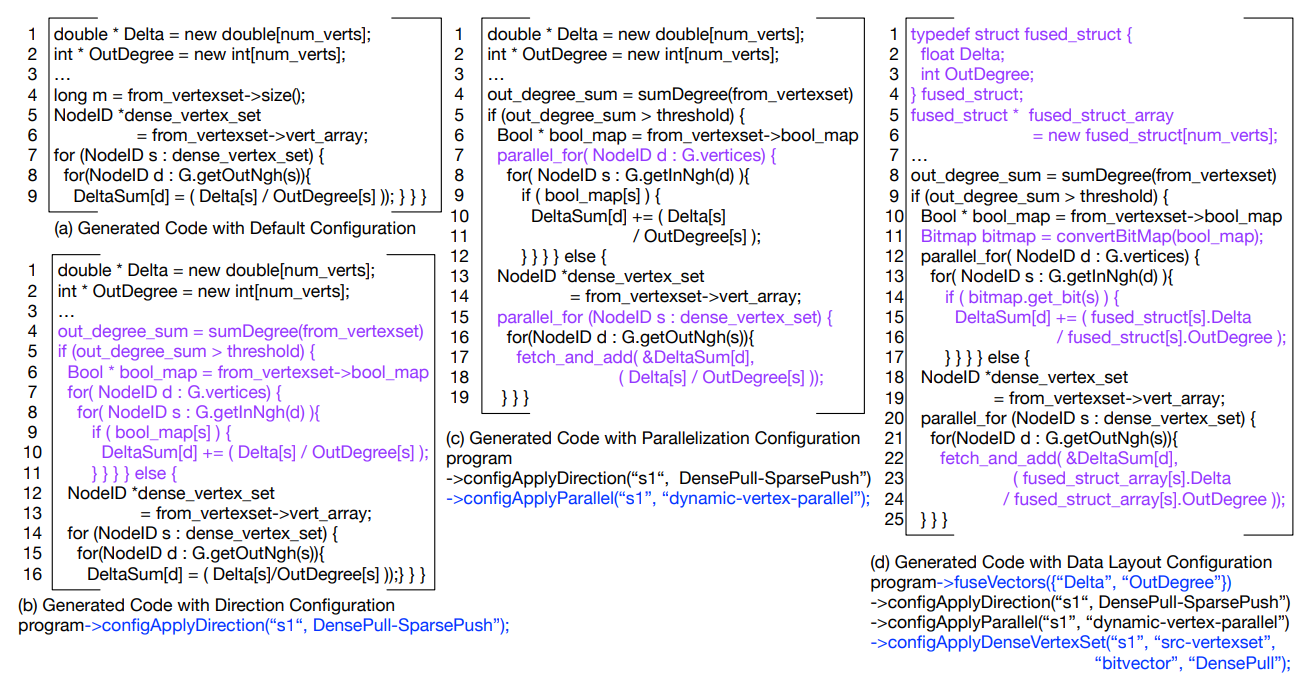 1 double * Delta = new double[num_verts];
2 int * OutDegree = new int[num_verts];
3 …
4 long m = from_vertexset->size();
5 NodeID *dense_vertex_set
6 = from_vertexset->vert_array;
7 for (NodeID s : dense_vertex_set) {
8 for(NodeID d : G.getOutNgh(s)){
9 DeltaSum[d] = ( Delta[s] / OutDegree[s] )); } } }
(a) Generated Code with Default Configuration
1 double * Delta = new double[num_verts];
2 int * OutDegree = new int[num_verts];
3 …
4 out_degree_sum = sumDegree(from_vertexset)
5 if (out_degree_sum > threshold) {
6 Bool * bool_map = from_vertexset->bool_map
7 for( NodeID d : G.vertices) {
8 for( NodeID s : G.getInNgh(d) ){
9 if ( bool_map[s] ) {
10 DeltaSum[d] += ( Delta[s] / OutDegree[s] );
11 } } } } else {
12 NodeID *dense_vertex_set
13 = from_vertexset->vert_array;
14 for (NodeID s : dense_vertex_set) {
15 for(NodeID d : G.getOutNgh(s)){
16 DeltaSum[d] = ( Delta[s]/OutDegree[s] ));} } }
(b) Generated Code with Direction Configuration
program->configApplyDirection(“s1“, DensePull-SparsePush”);
1 double * Delta = new double[num_verts];
2 int * OutDegree = new int[num_verts];
3 …
4 out_degree_sum = sumDegree(from_vertexset)
5 if (out_degree_sum > threshold) {
6 Bool * bool_map = from_vertexset->bool_map
7 parallel_for( NodeID d : G.vertices) {
8 for( NodeID s : G.getInNgh(d) ){
9 if ( bool_map[s] ) {
10 DeltaSum[d] += ( Delta[s]
11 / OutDegree[s] );
12 } } } } else {
13 NodeID *dense_vertex_set
14 = from_vertexset->vert_array;
15 parallel_for (NodeID s : dense_vertex_set) {
16 for(NodeID d : G.getOutNgh(s)){
17 fetch_and_add( &DeltaSum[d],
18 ( Delta[s] / OutDegree[s] ));
19 } } }
(c) Generated Code with Parallelization Configuration
program
->configApplyDirection(“s1“, DensePull-SparsePush”)
->configApplyParallel(“s1”, “dynamic-vertex-parallel”);
1 typedef struct fused_struct {
2 float Delta;
3 int OutDegree;
4 } fused_struct;
5 fused_struct * fused_struct_array
6 = new fused_struct[num_verts];
7 …
8 out_degree_sum = sumDegree(from_vertexset)
9 if (out_degree_sum > threshold) {
10 Bool * bool_map = from_vertexset->bool_map
11 Bitmap bitmap = convertBitMap(bool_map);
12 parallel_for( NodeID d : G.vertices) {
13 for( NodeID s : G.getInNgh(d) ){
14 if ( bitmap.get_bit(s) ) {
15 DeltaSum[d] += ( fused_struct[s].Delta
16 / fused_struct[s].OutDegree );
17 } } } } else {
18 NodeID *dense_vertex_set
19 = from_vertexset->vert_array;
20 parallel_for (NodeID s : dense_vertex_set) {
21 for(NodeID d : G.getOutNgh(s)){
22 fetch_and_add( &DeltaSum[d],
23 ( fused_struct_array[s].Delta
24 / fused_struct_array[s].OutDegree ));
25 } } }
(d) Generated Code with Data Layout Configuration
program->fuseVectors({“Delta”, “OutDegree”})
->configApplyDirection(“s1“, DensePull-SparsePush”)
->configApplyParallel(“s1”, “dynamic-vertex-parallel”)
->configApplyDenseVertexSet(“s1”, “src-vertexset”,
“bitvector”, “DensePull”);